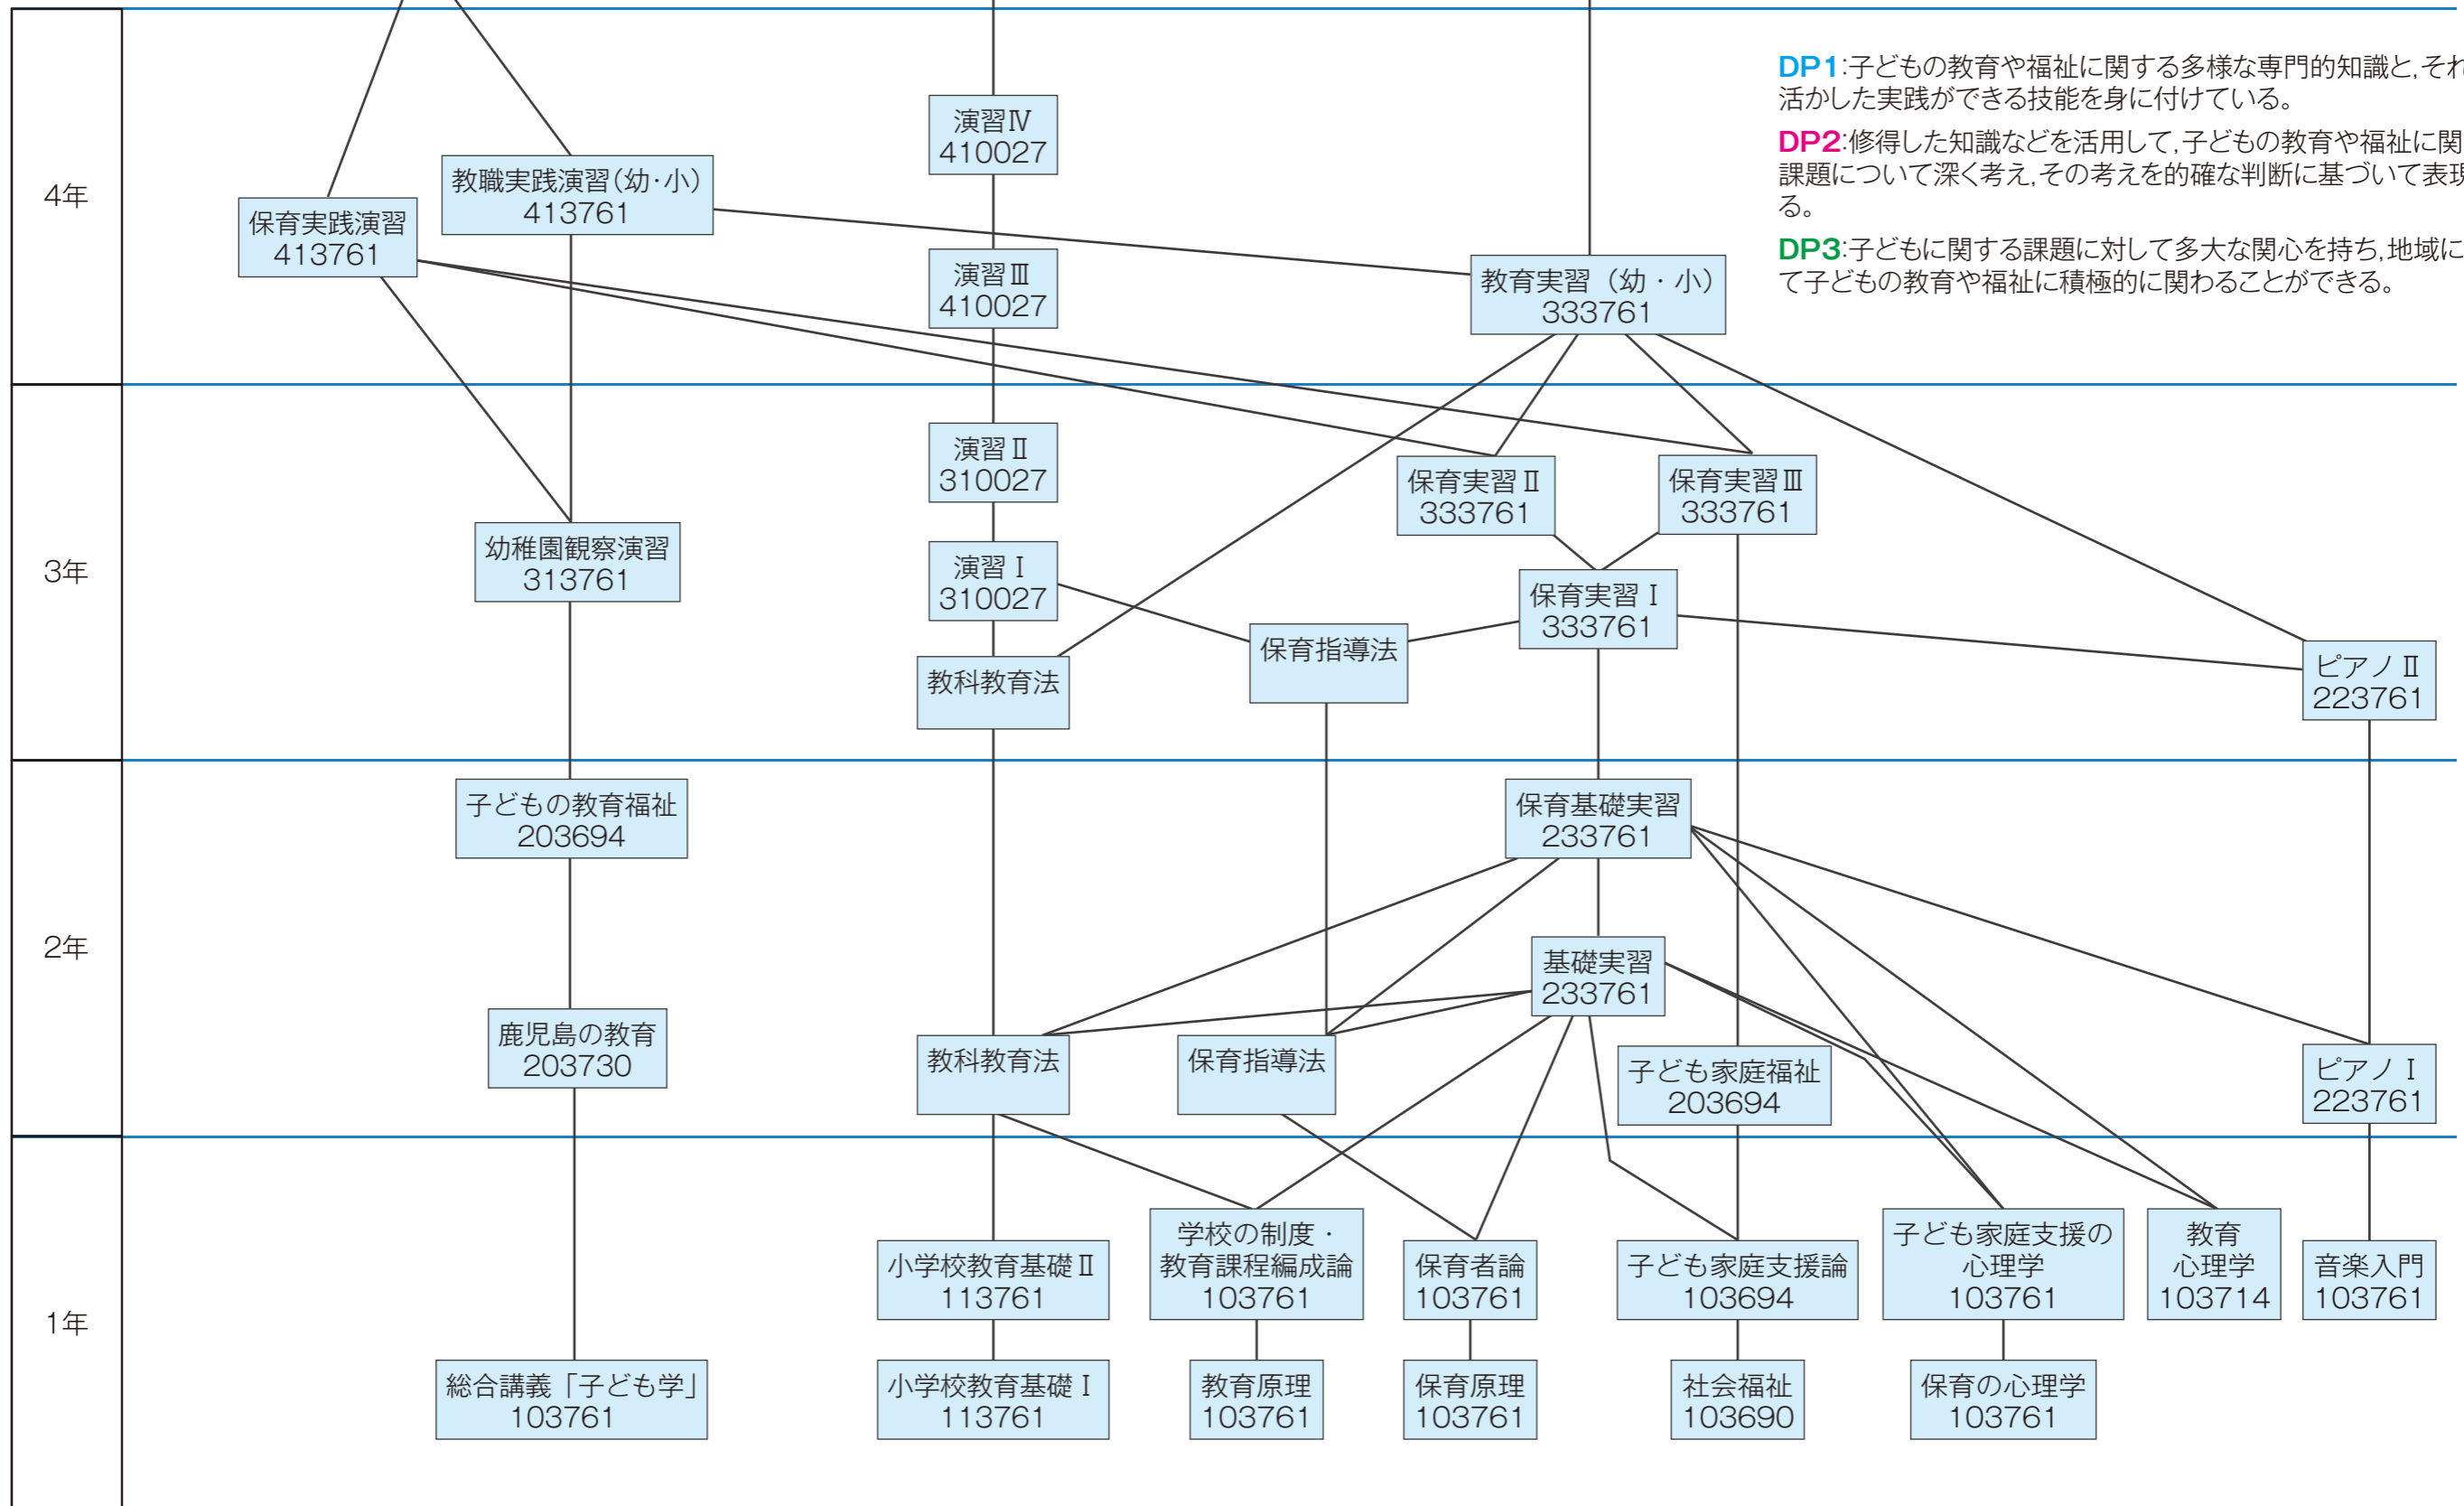 DP1:子どもの教育や福祉に関する多様な専門的知識と,それ
活かした実践ができる技能を身に付けている。
DP2:修得した知識などを活用して,子どもの教育や福祉に関
課題について深く考え,その考えを的確な判断に基づいて表現
る。
DP3:子どもに関する課題に対して多大な関心を持ち,地域に
て子どもの教育や福祉に積極的に関わることができる。
4年
演習Ⅳ
410027
教職実践演習(幼・小)
413761
保育実践演習
413761
演習Ⅲ
410027
教育実習(幼・小)
333761
3年
演習Ⅱ
310027
保育実習Ⅱ
333761
保育実習Ⅲ
333761
幼稚園観察演習
313761
演習Ⅰ
310027
保育実習Ⅰ
333761
保育指導法
教科教育法
ピアノⅡ
223761
2年
子どもの教育福祉
203694
保育基礎実習
233761
基礎実習
233761
鹿児島の教育
203730
教科教育法
保育指導法
子ども家庭福祉
203694
ピアノⅠ
223761
1年
小学校教育基礎Ⅱ
113761
学校の制度・
教育課程編成論
103761
保育者論
103761
子ども家庭支援論
103694
子ども家庭支援の
心理学
103761
教育
心理学
103714
音楽入門
103761
総合講義「子ども学」
103761
小学校教育基礎Ⅰ
113761
教育原理
103761
保育原理
103761
社会福祉
103690
保育の心理学
103761